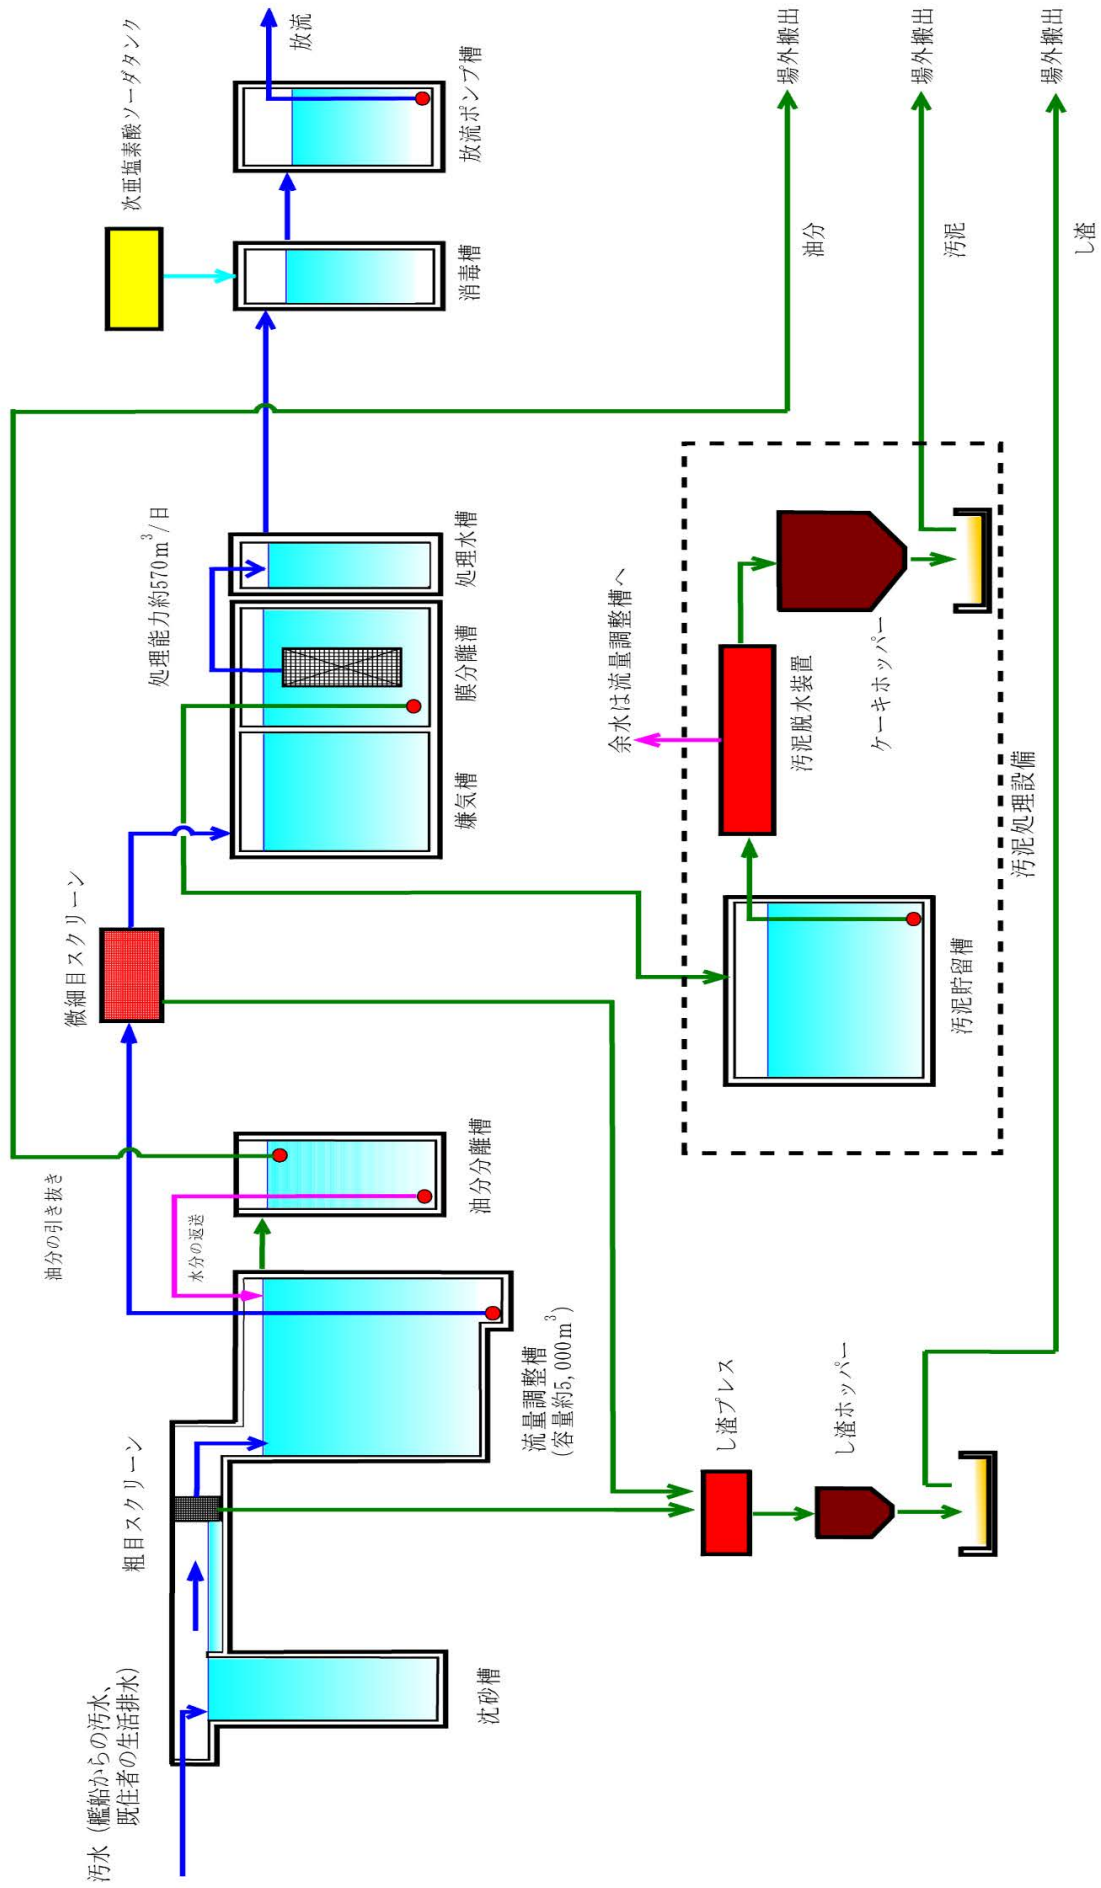 汚水（艦船からの汚水、
既住者の生活排水）
沈砂槽
粗目スクリーン
流量調整槽
(容量約5,000m³)
水分の返送
油分の引き抜き
油分分離槽
微細目スクリーン
嫌気槽
膜分離漕
処理能力約570m³/日
処理水槽
次亜塩素酸ソーダタンク
消毒槽
放流ポンプ槽
放流
し渣プレス
し渣ホッパー
汚泥貯留槽
汚泥脱水装置
余水は流量調整槽へ
ケーキホッパー
汚泥処理設備
油分
場外搬出
汚泥
場外搬出
し渣
場外搬出